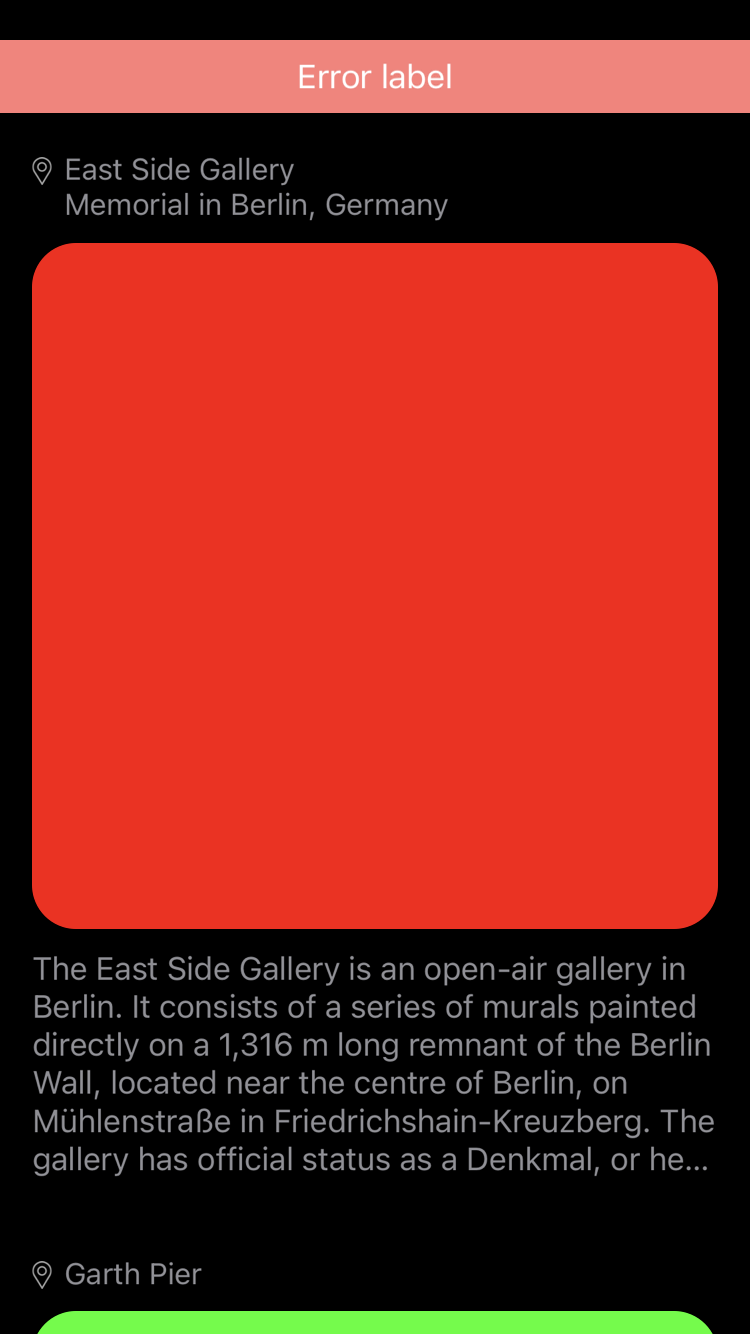 Error label
East Side Gallery
Memorial in Berlin, Germany
The East Side Gallery is an open-air gallery in
Berlin. It consists of a series of murals painted
directly on a 1,316 m long remnant of the Berlin
Wall, located near the centre of Berlin, on
Mühlenstraße in Friedrichshain-Kreuzberg. The
gallery has official status as a Denkmal, or he...
Garth Pier